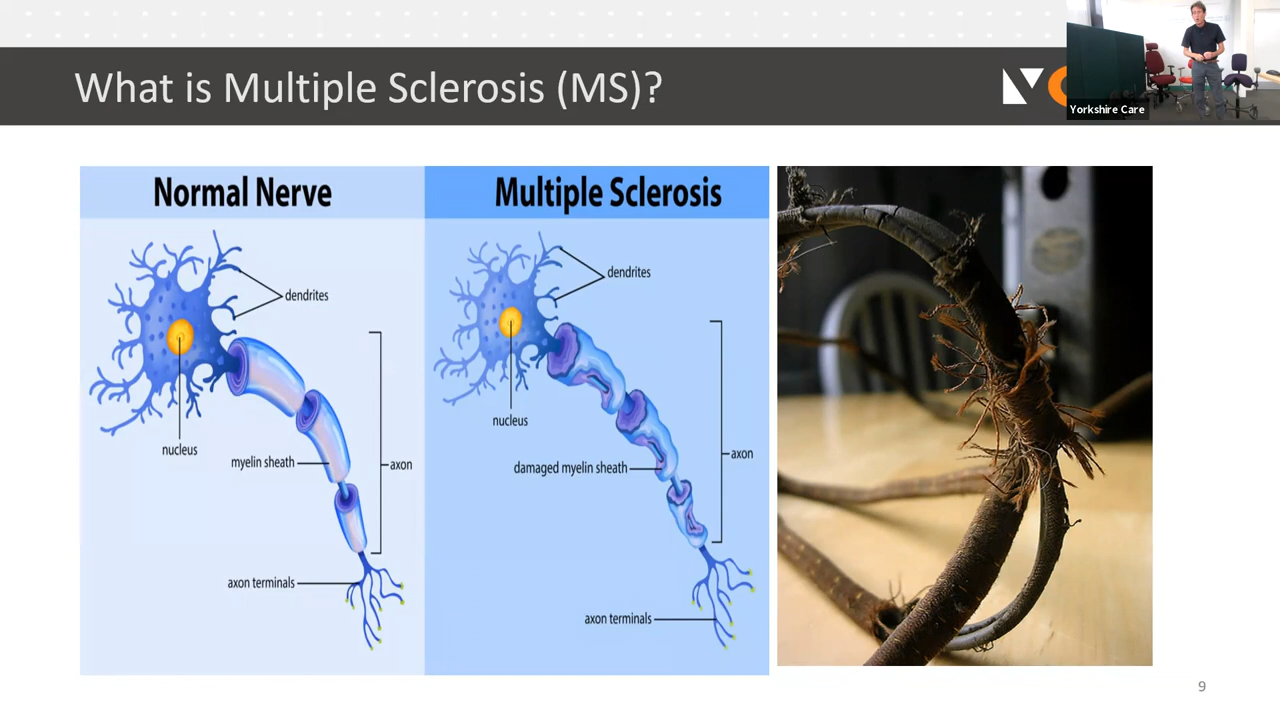 What is Multiple Sclerosis (MS)?
Yorkshire Care
Normal Nerve
dendrites
nucleus
myelin sheath
axon
axon terminals
Multiple Sclerosis
dendrites
nucleus
damaged myelin sheath
axon
axon terminals
9